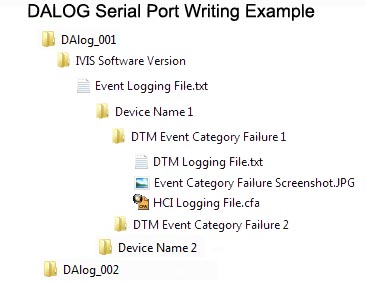 DALOG Serial Port Writing Example
DAlog_001
IVIS Software Version
Event Logging File.txt
Device Name 1
DTM Event Category Failure 1
DTM Logging File.txt
Event Category Failure Screenshot.JPG
HCI Logging File.cfa
DTM Event Category Failure 2
Device Name 2
DAlog_002